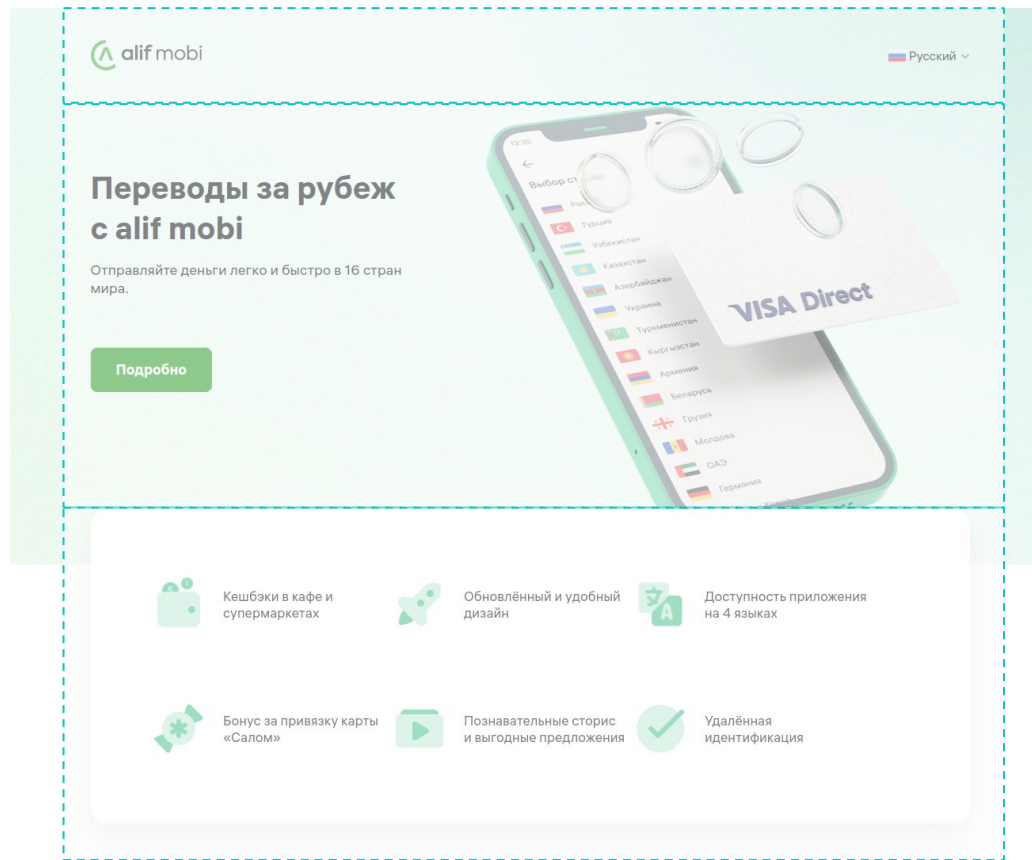 alif mobi
Русский
Переводы за рубеж
с alif mobi
Отправляйте деньги легко и быстро в 16 стран
мира.
Подробно
12:30
Выбор
Турция
Узбекистан
Казахстан
Азербайджан
Украина
Туркменистан
Кыргызстан
Армения
Беларусь
Грузия
Молдова
ОАЭ
Германия
VISA Direct
Кешбэки в кафе и
супермаркетах
Обновлённый и удобный
дизайн
Доступность приложения
на 4 языках
Бонус за привязку карты
«Салом»
Познавательные сторис
и выгодные предложения
Удалённая
идентификация